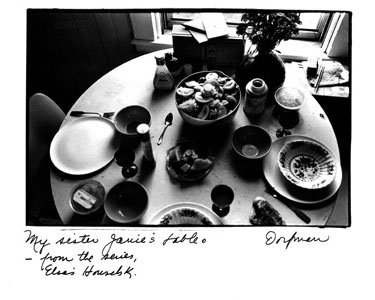 My sister Janie's table. Dorfman
– from the series,
Elsa's Housebk.